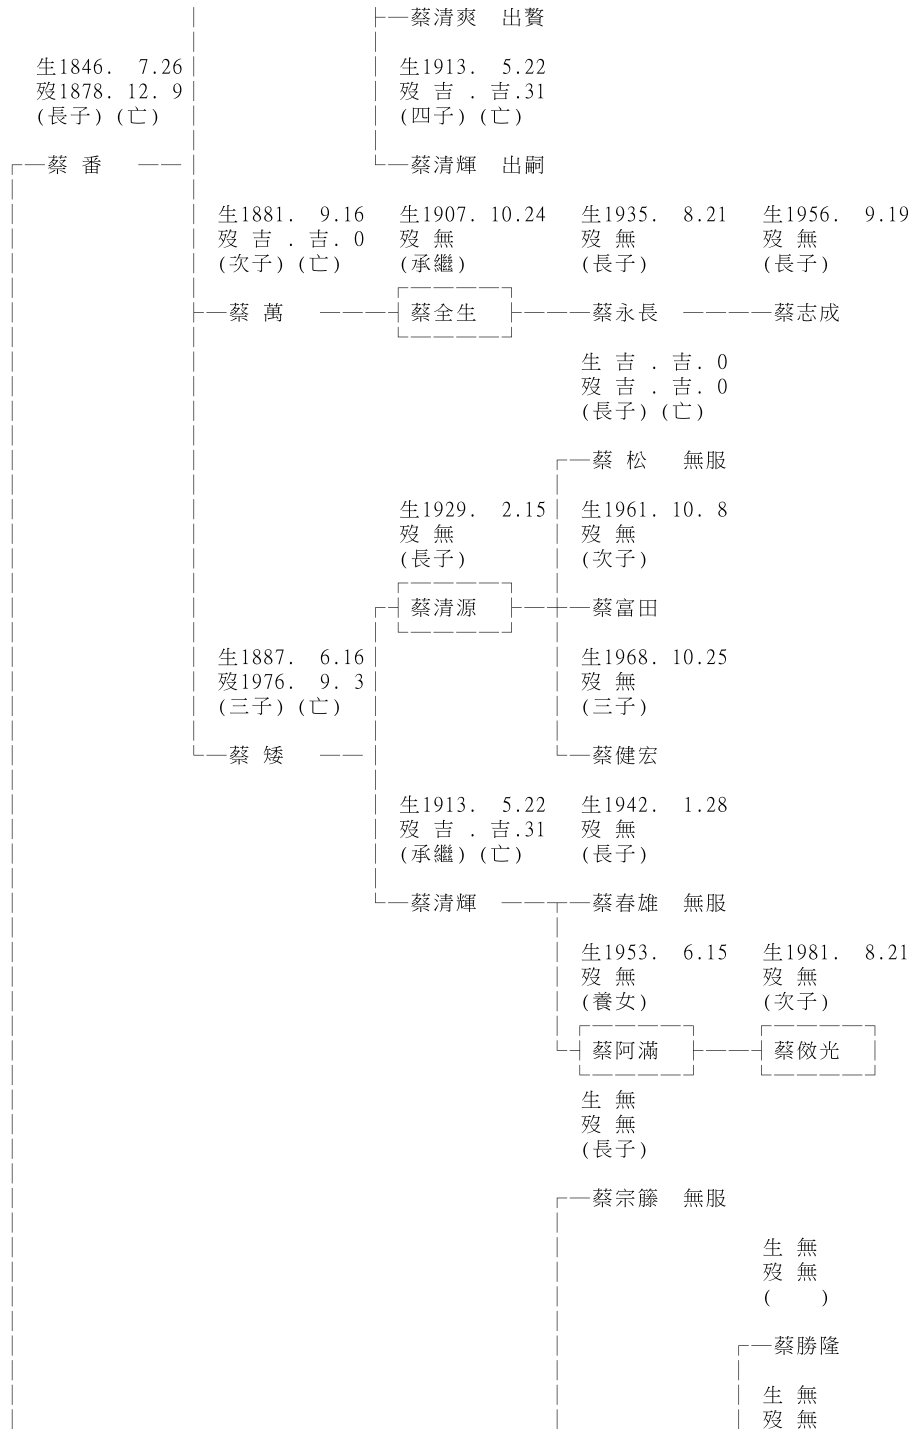 蔡清爽 出贅
生1846. 7.26 生1913. 5.22
歿1878.12. 9 歿 吉 . 吉.31
(長子)(亡) (四子)(亡)
蔡 番 蔡清輝 出嗣
生1881. 9.16 生1907.10.24 生1935. 8.21 生1956. 9.19
歿 吉 . 吉. 0 歿 無 歿 無 歿 無
(次子)(亡) (承繼) (長子) (長子)
蔡 萬 蔡全生 蔡永長 蔡志成
生 吉 . 吉. 0
歿 吉 . 吉. 0
(長子)(亡)
蔡 松 無服
生1929. 2.15 生1961.10. 8
歿 無 歿 無
(長子) (次子)
蔡清源 蔡富田
生1887. 6.16 生1968.10.25
歿1976. 9. 3 歿 無
(三子)(亡) (三子)
蔡 矮 蔡健宏
生1913. 5.22 生1942. 1.28
歿 吉 . 吉.31 歿 無
(承繼)(亡) (長子)
蔡清輝 蔡春雄 無服
生1953. 6.15 生1981. 8.21
歿 無 歿 無
(養女) (次子)
蔡阿滿 蔡傚光
生 無
歿 無
(長子)
蔡宗籐 無服
生 無
歿 無
( )
蔡勝隆
生 無
歿 無